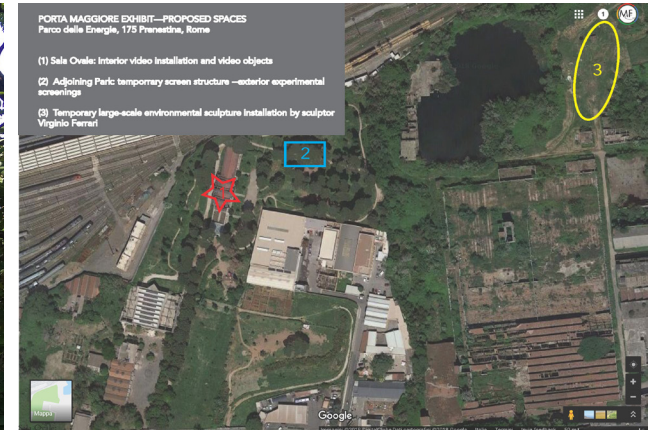 PORTA MAGGIORE EXHIBIT—PROPOSED SPACES
Parco delle Energie, 175 Prenestina, Rome
(1) Sala Ovale: interior video installation and video objects
(2) Adjoining Park: temporrary screen structure --exterior experimental
screenings
(3) Temporary large-scale environmental sculpture installation by sculptor
Virginio Ferrari
1
MF
3
2
Mappa
Google